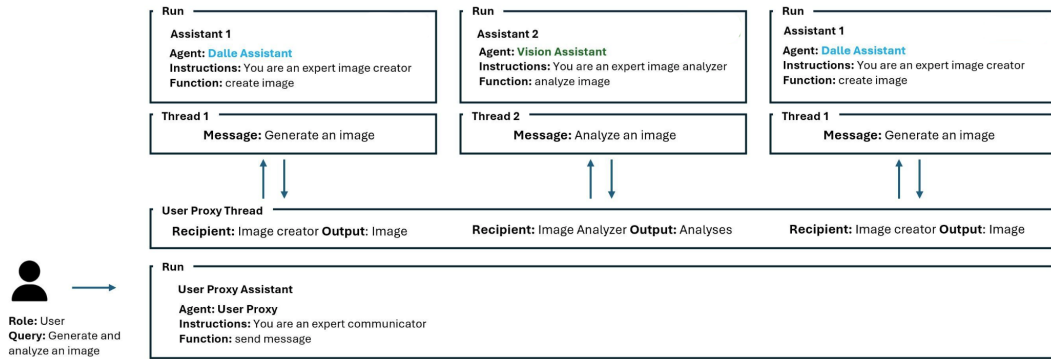 Run
Assistant 1
Agent: Dalle Assistant
Instructions: You are an expert image creator
Function: create image
Run
Assistant 2
Agent: Vision Assistant
Instructions: You are an expert image analyzer
Function: analyze image
Run
Assistant 1
Agent: Dalle Assistant
Instructions: You are an expert image creator
Function: create image
Thread 1
Message: Generate an image
Thread 2
Message: Analyze an image
Thread 1
Message: Generate an image
User Proxy Thread
Recipient: Image creator Output: Image
Recipient: Image Analyzer Output: Analyses
Recipient: Image creator Output: Image
Run
User Proxy Assistant
Agent: User Proxy
Instructions: You are an expert communicator
Function: send message
Role: User
Query: Generate and
analyze an image